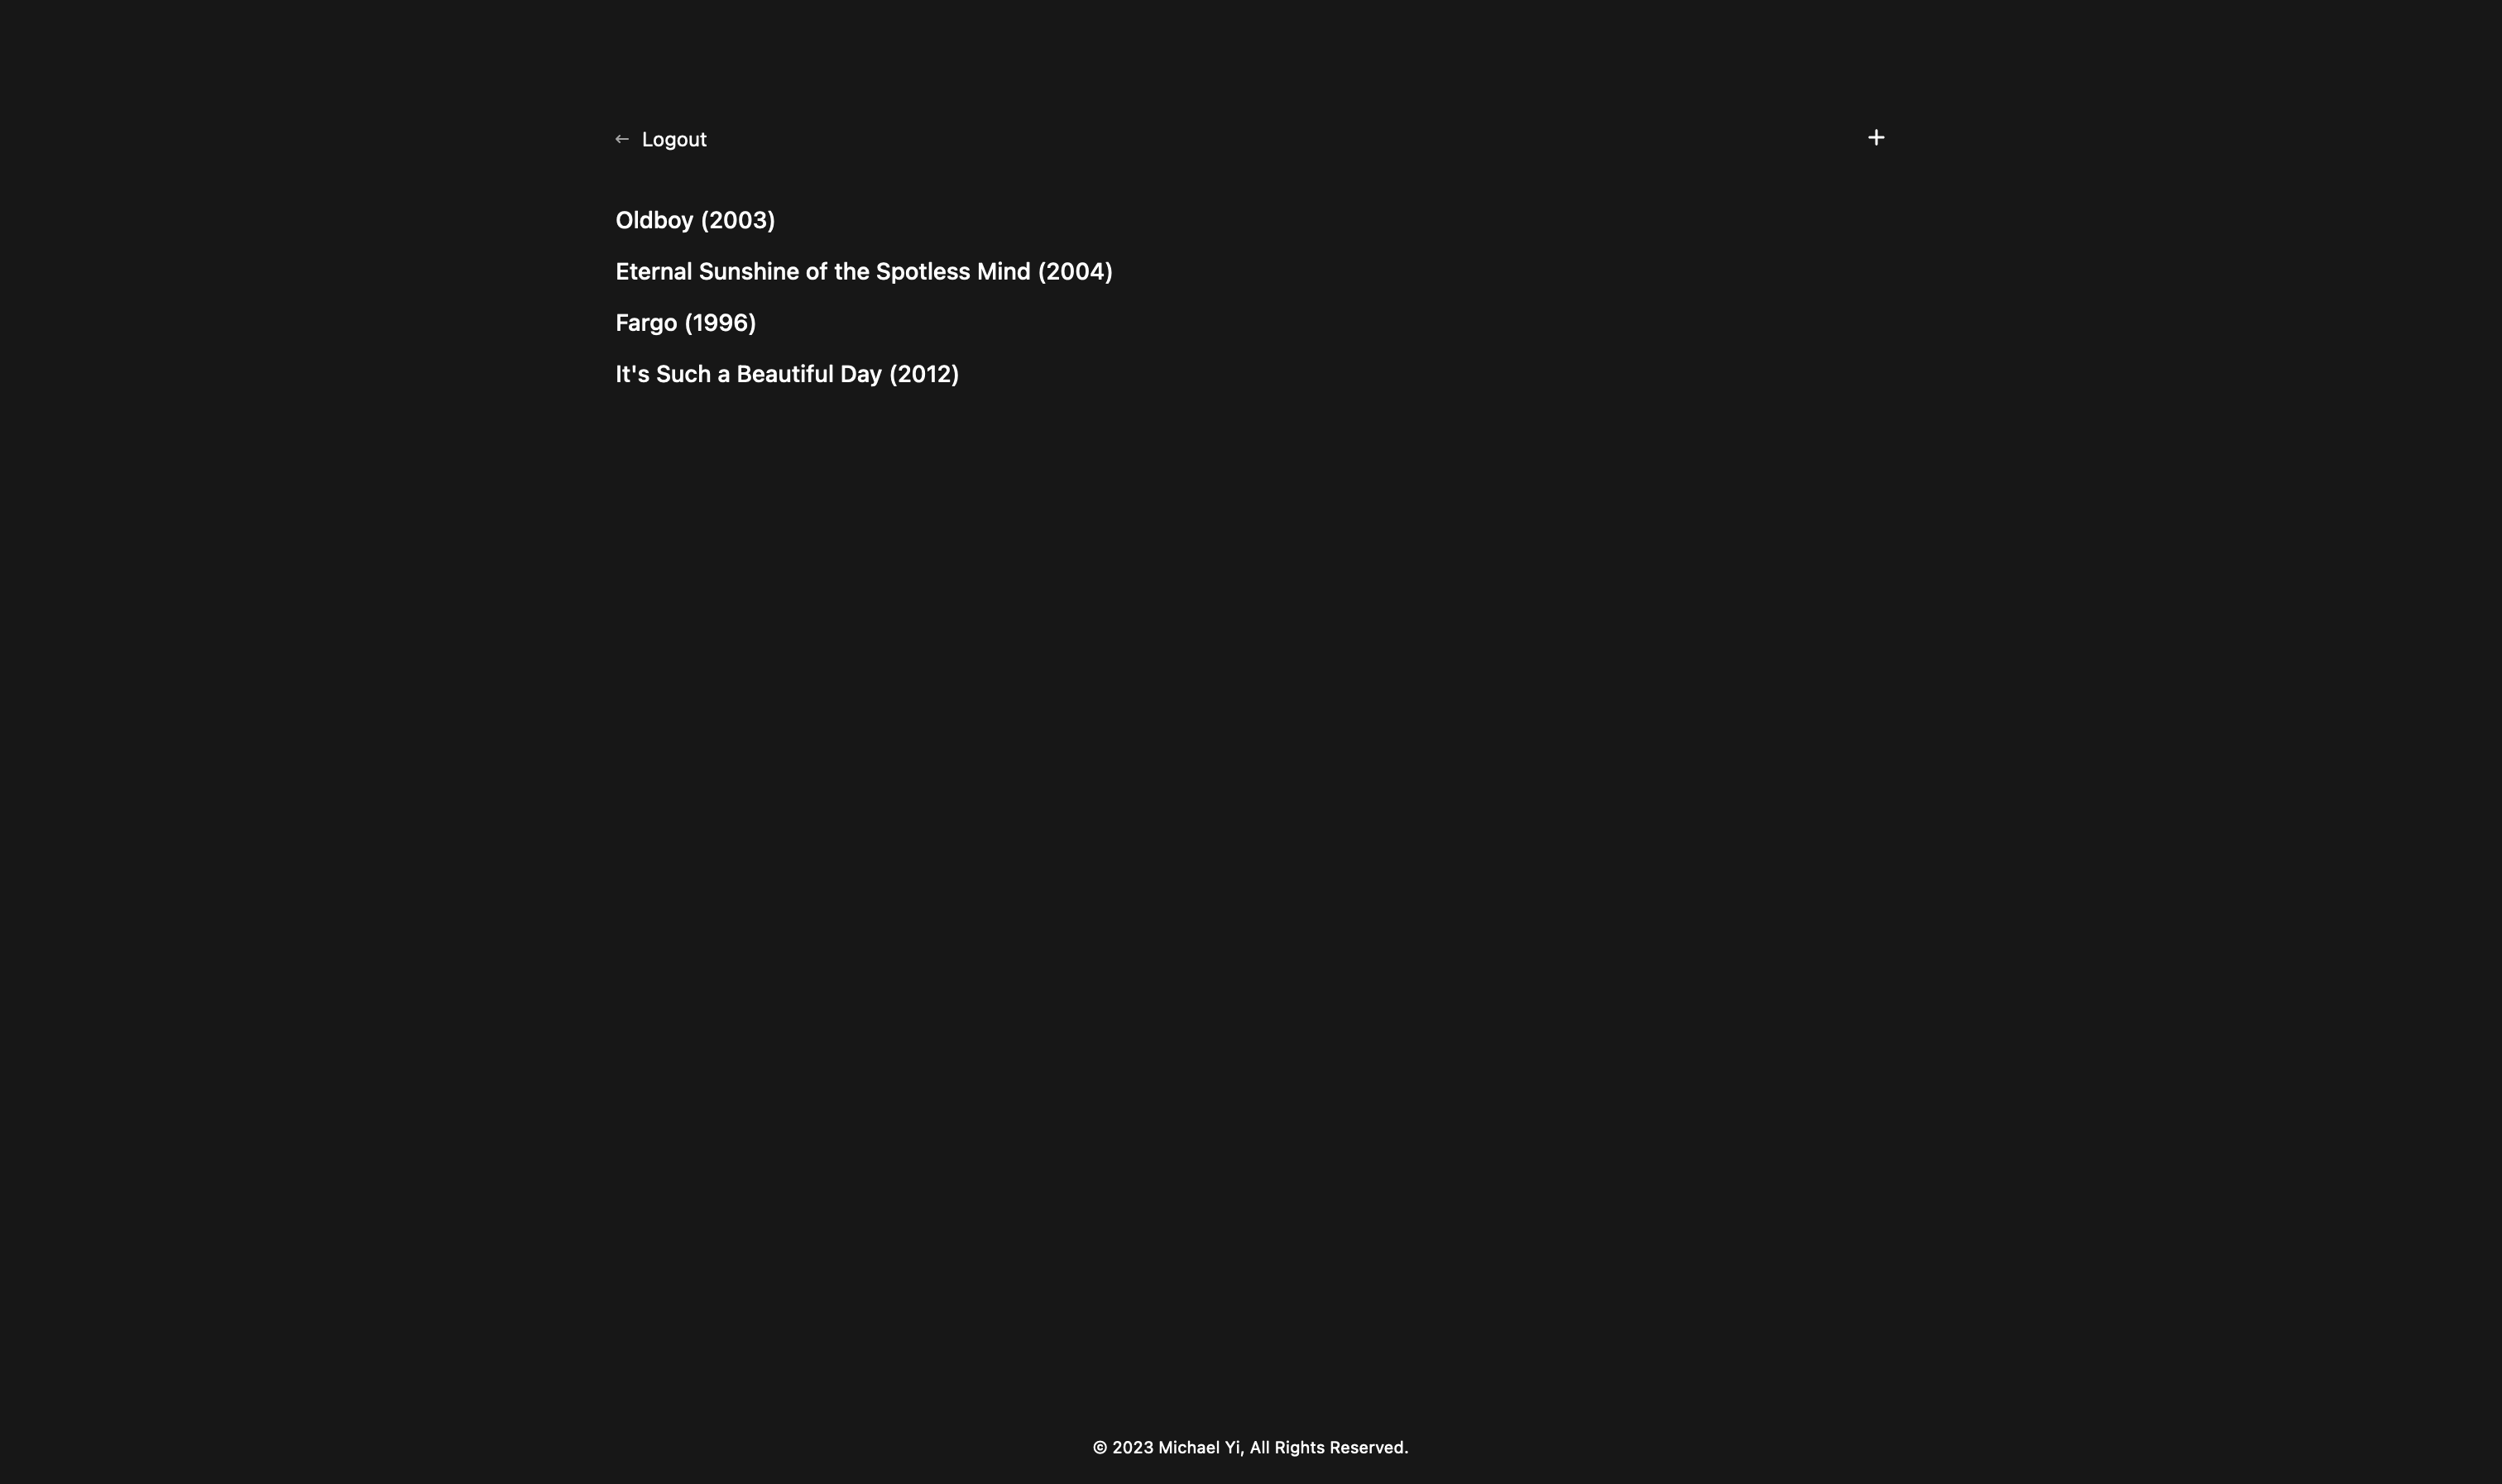 ← Logout +
Oldboy (2003)
Eternal Sunshine of the Spotless Mind (2004)
Fargo (1996)
It's Such a Beautiful Day (2012)
© 2023 Michael Yi, All Rights Reserved.